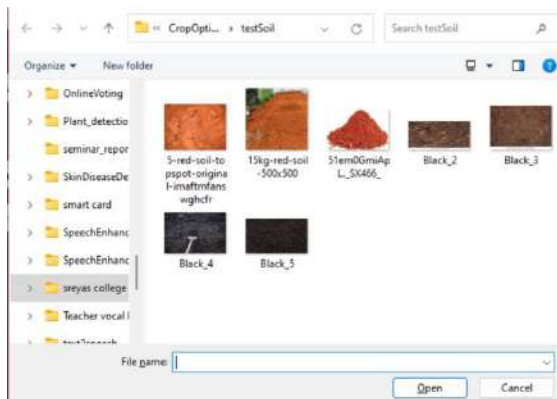 « CropOpti... › testSoil
Search testSoil
Organize
New folder
OnlineVoting
Plant_detectio
seminar_repor
SkinDiseaseDe
smart card
SpeechEnhanc
SpeechEnhanc
sreyas college
Teacher vocal
text2speech
5-red-soil-to
pspot-origina
l-imaftmfans
wghcfr
15kg-red-soil
-500x500
51em0GmiApL
L._SX466_
Black_2
Black_3
Black_4
Black_5
File name:
Open
Cancel